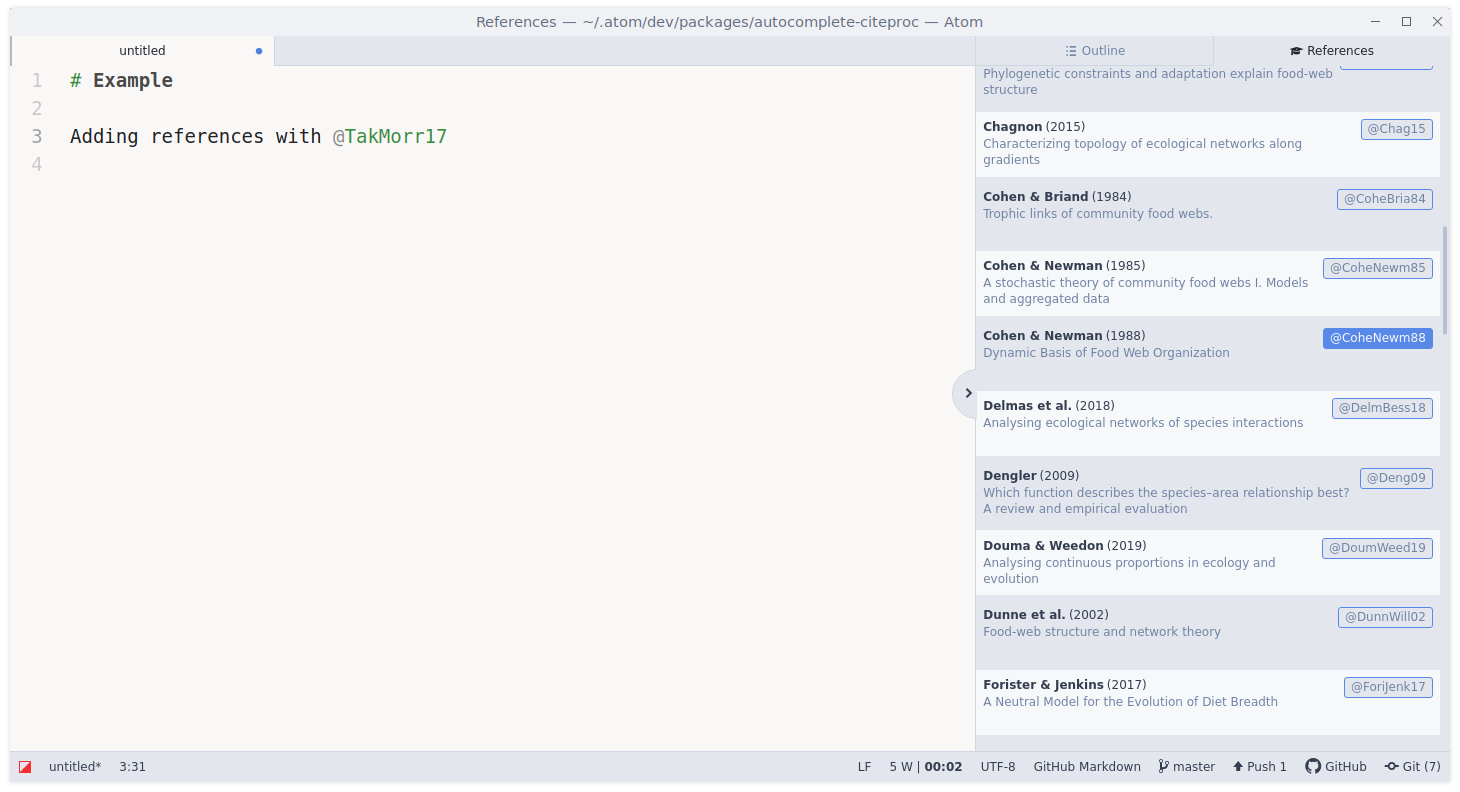 References — ~/.atom/dev/packages/autocomplete-citeproc — Atom
untitled
Outline
References
1 # Example
2
3 Adding references with @TakMorr17
4
Phylogenetic constraints and adaptation explain food-web
structure
Chagnon (2015) @Chag15
Characterizing topology of ecological networks along
gradients
Cohen & Briand (1984) @CoheBria84
Trophic links of community food webs.
Cohen & Newman (1985) @CoheNewm85
A stochastic theory of community food webs I. Models
and aggregated data
Cohen & Newman (1988) @CoheNewm88
Dynamic Basis of Food Web Organization
Delmas et al. (2018) @DelmBess18
Analysing ecological networks of species interactions
Dengler (2009) @Deng09
Which function describes the species–area relationship best?
A review and empirical evaluation
Douma & Weedon (2019) @DoumWeed19
Analysing continuous proportions in ecology and
evolution
Dunne et al. (2002) @DunnWill02
Food-web structure and network theory
Forister & Jenkins (2017) @ForiJenk17
A Neutral Model for the Evolution of Diet Breadth
untitled* 3:31 LF 5 W | 00:02 UTF-8 GitHub Markdown master Push 1 GitHub Git (7)